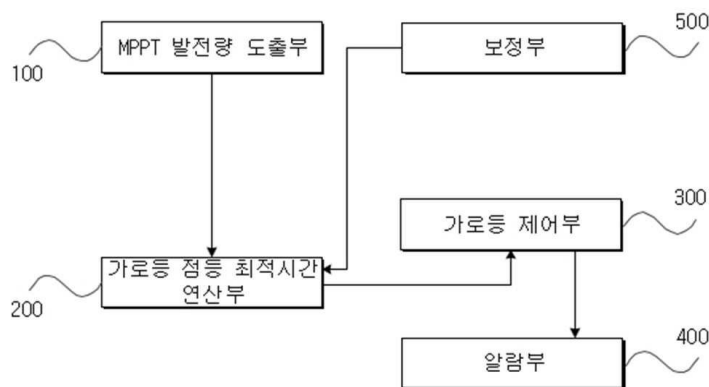 MPPT 발전량 도출부
100
보정부
500
가로등 제어부
300
가로등 점등 최적시간
연산부
200
알람부
400